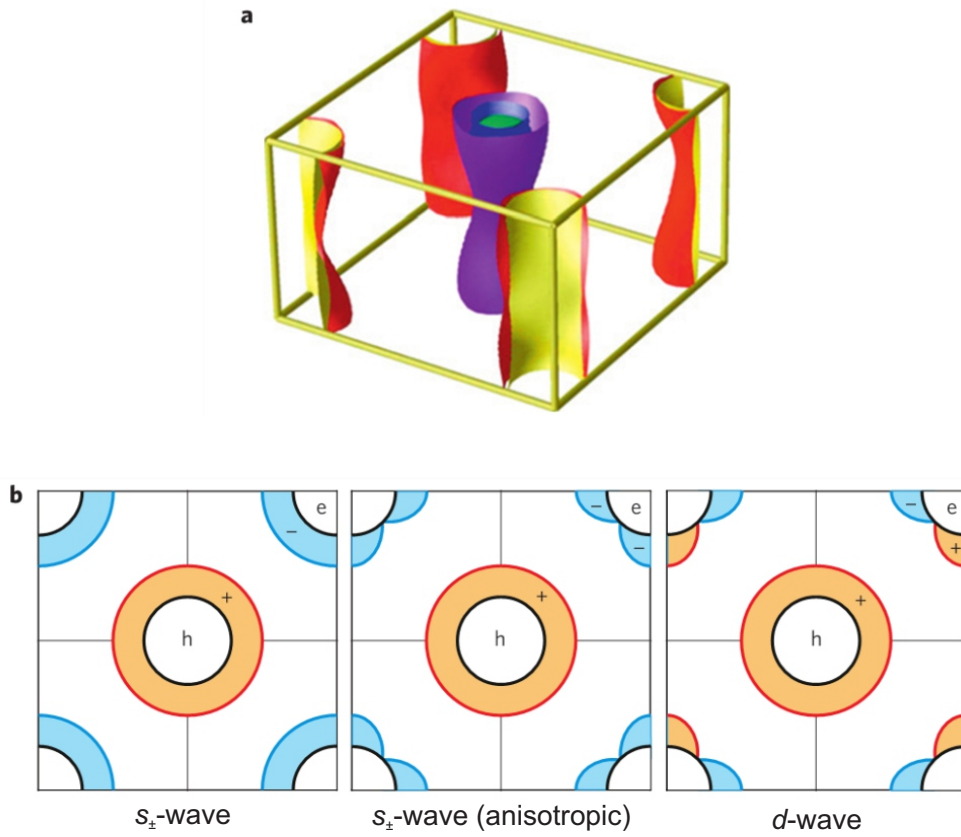 a
b
e
−
h
+
s±-wave
e
−
−
h
+
s±-wave (anisotropic)
e
−
+
h
+
d-wave